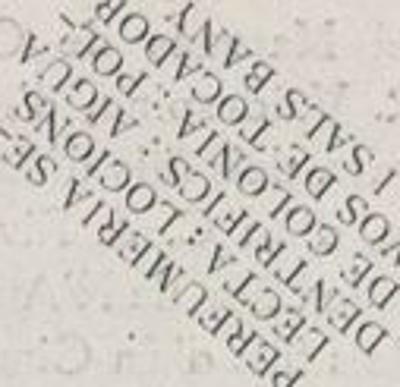 PERFUMERIA SE-
LECTA : LOCIONS,
DENTRIFICS : AIGUA
DE COLONIA : POL-
VOS DE TOCADOR
I SALS BANY